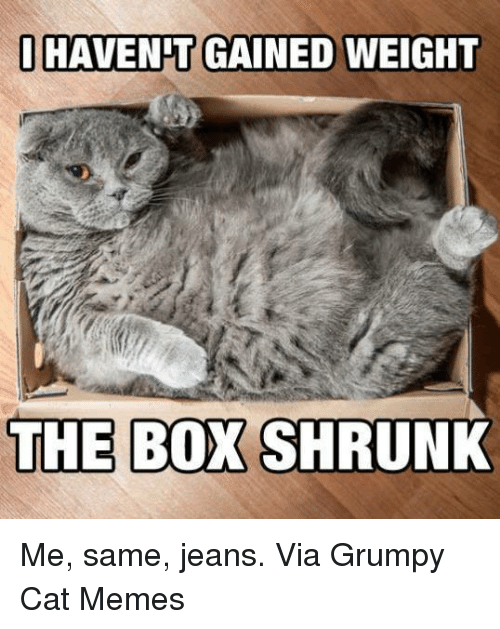 I HAVEN'T GAINED WEIGHT
THE BOX SHRUNK
Me, same, jeans. Via Grumpy
Cat Memes